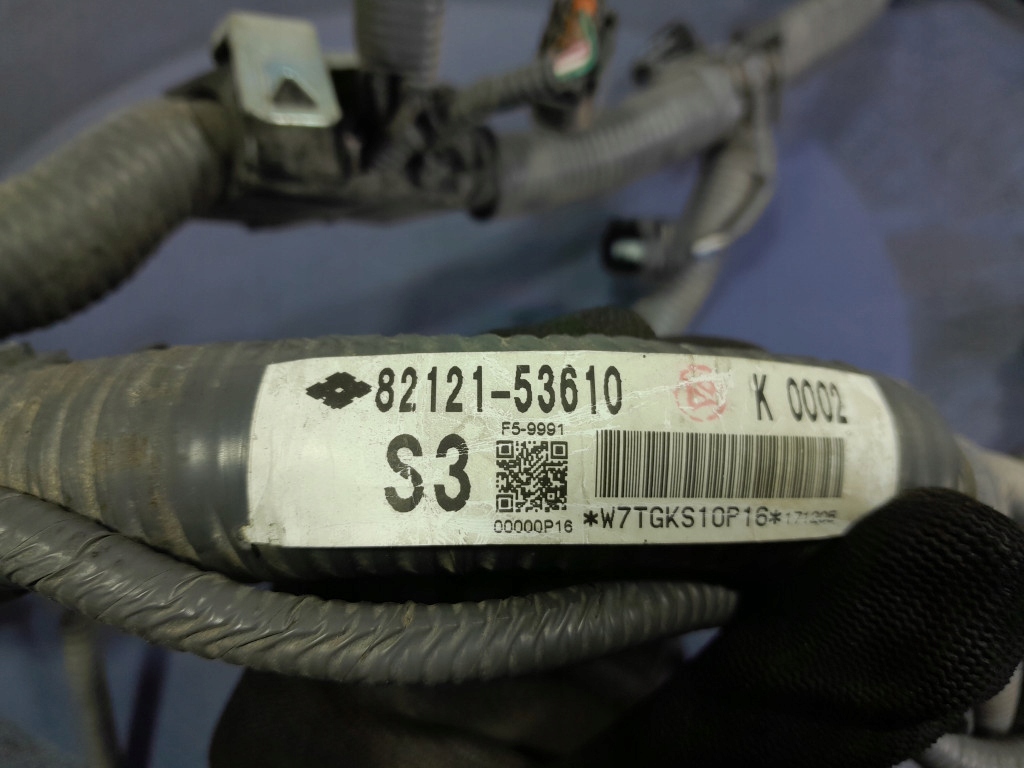 82121-53610
K 0002
S3
F5-9991
00000P16
*W7TGKS10P16*